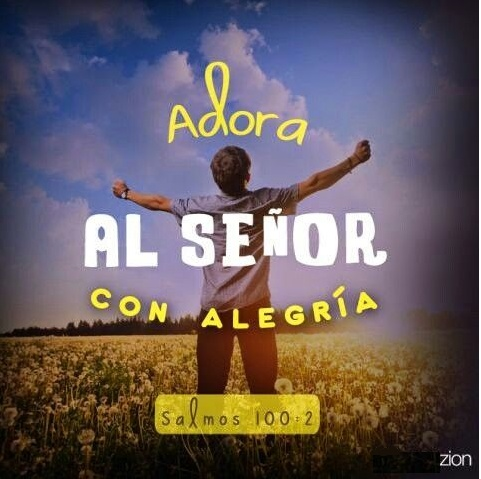 Adora
AL SEÑOR
CON ALEGRÍA
Salmos 100:2
zion